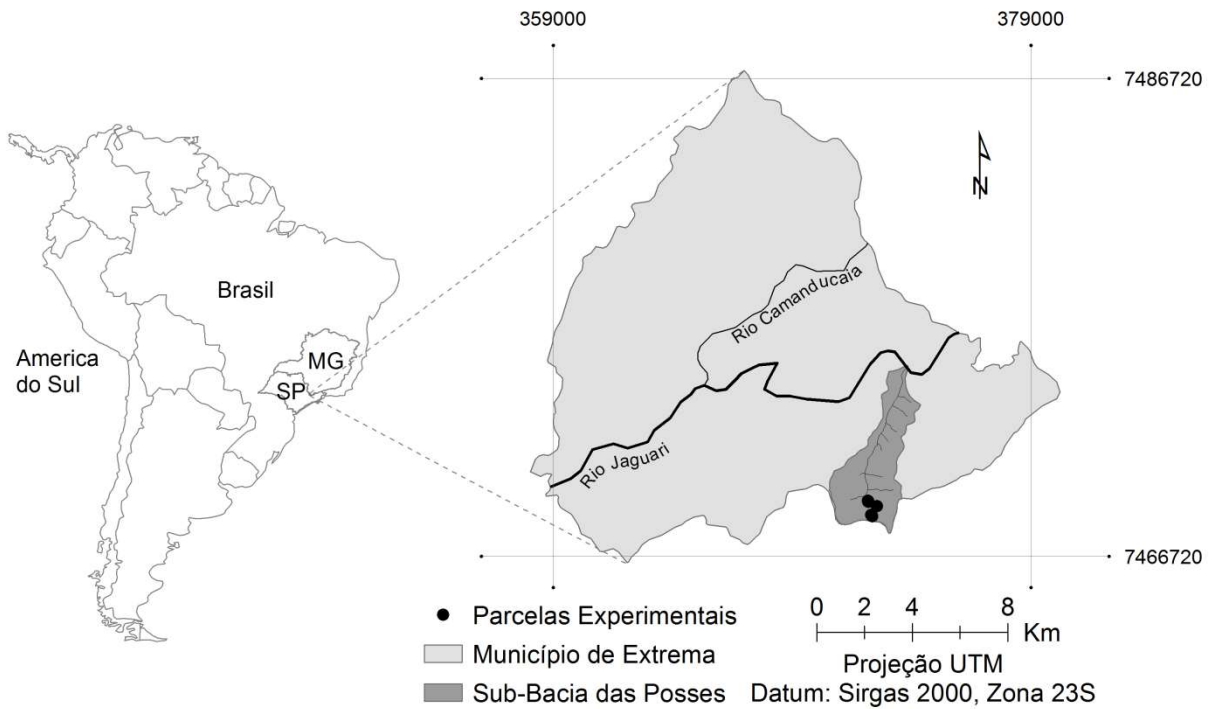 359000
379000
7486720
N
Brasil
Rio Camanducaia
America
do Sul
MG
SP
Rio Jaguari
7466720
Parcelas Experimentais
0 2 4 8
Km
Município de Extrema
Projeção UTM
Sub-Bacia das Posses
Datum: Sirgas 2000, Zona 23S